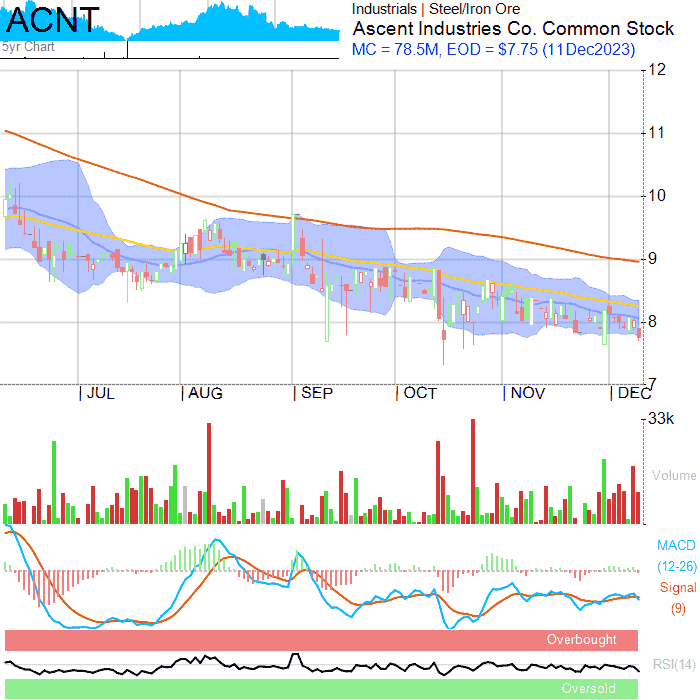 ACNT
5yr Chart
Industrials | Steel/Iron Ore
Ascent Industries Co. Common Stock
MC = 78.5M, EOD = $7.75 (11Dec2023)
12
11
10
9
8
7
JUL AUG SEP OCT NOV DEC
33k
Volume
MACD
(12-26)
Signal
(9)
Overbought
RSI(14)
Oversold